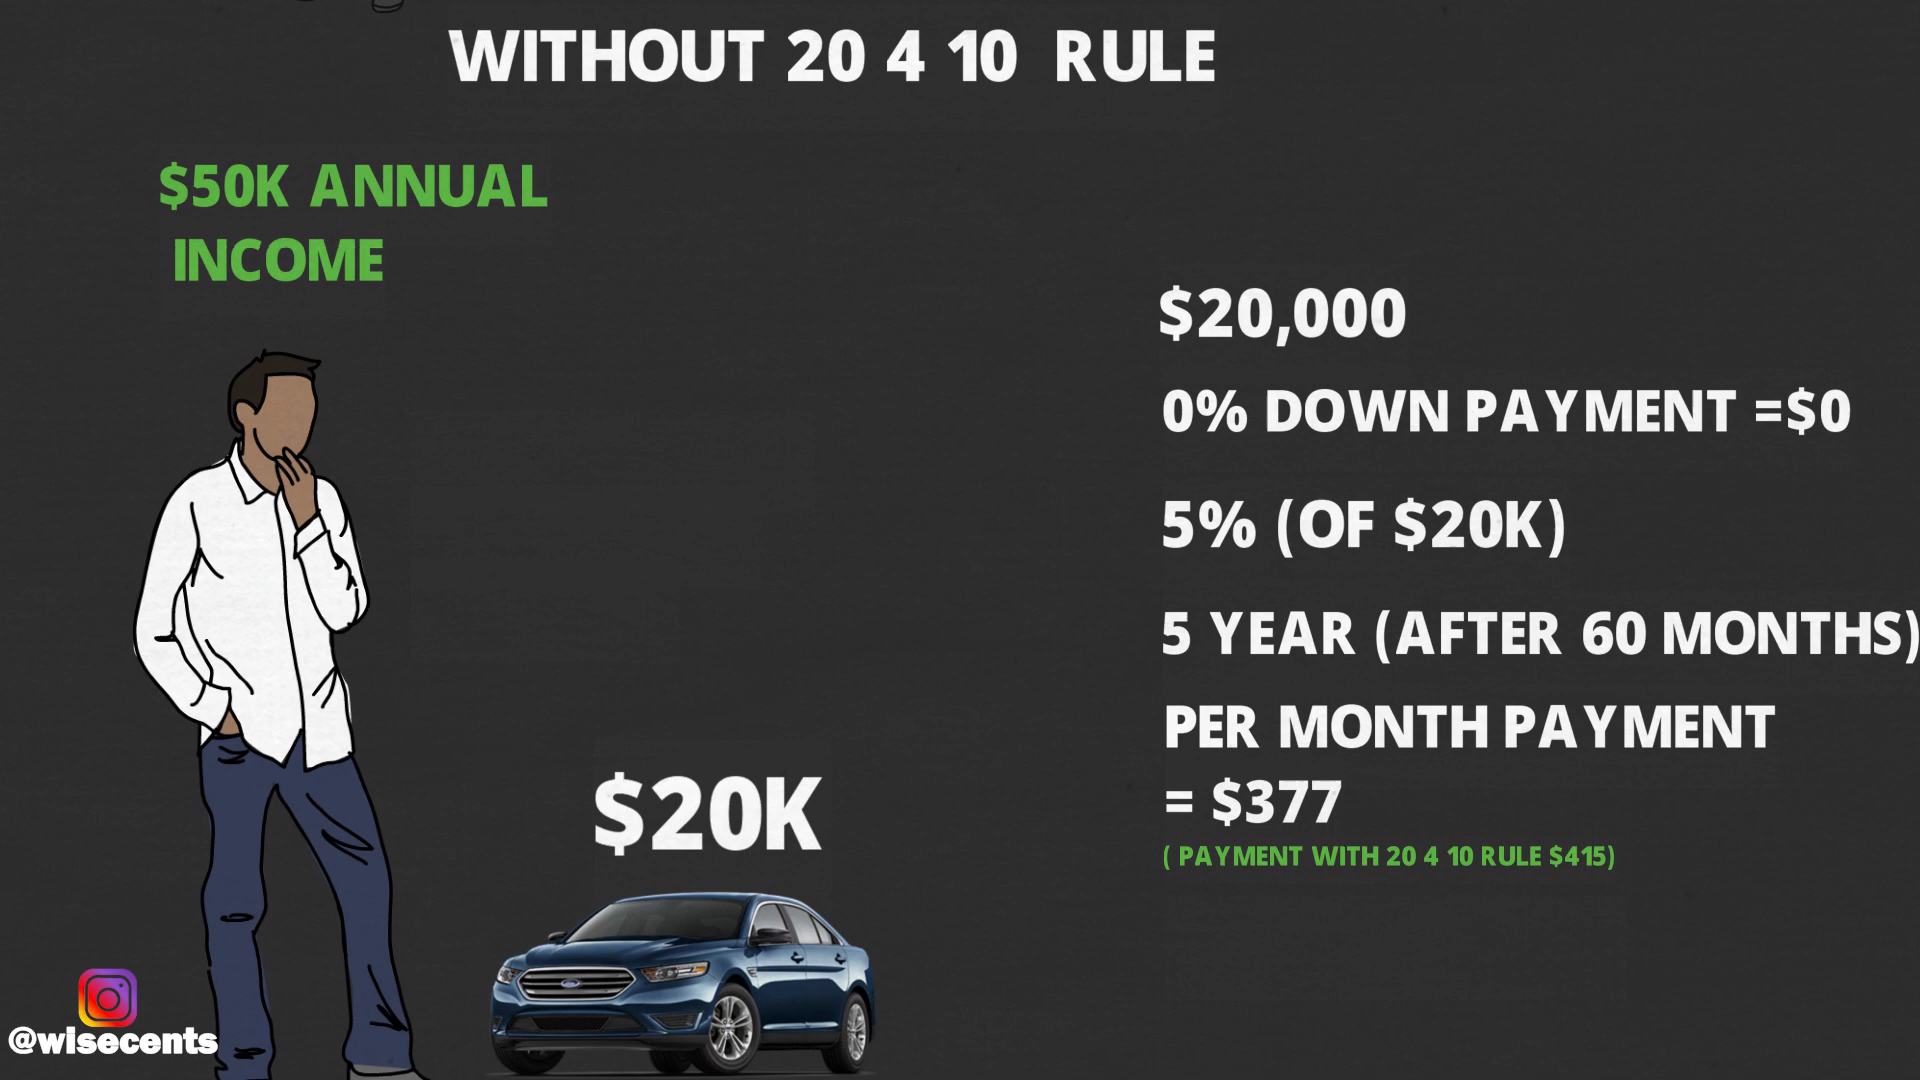 WITHOUT 20 4 10 RULE
$50K ANNUAL
INCOME
$20,000
0% DOWN PAYMENT =$0
5% (OF $20K)
5 YEAR (AFTER 60 MONTHS)
PER MONTH PAYMENT
= $377
( PAYMENT WITH 20 4 10 RULE $415)
$20K
@wisecents